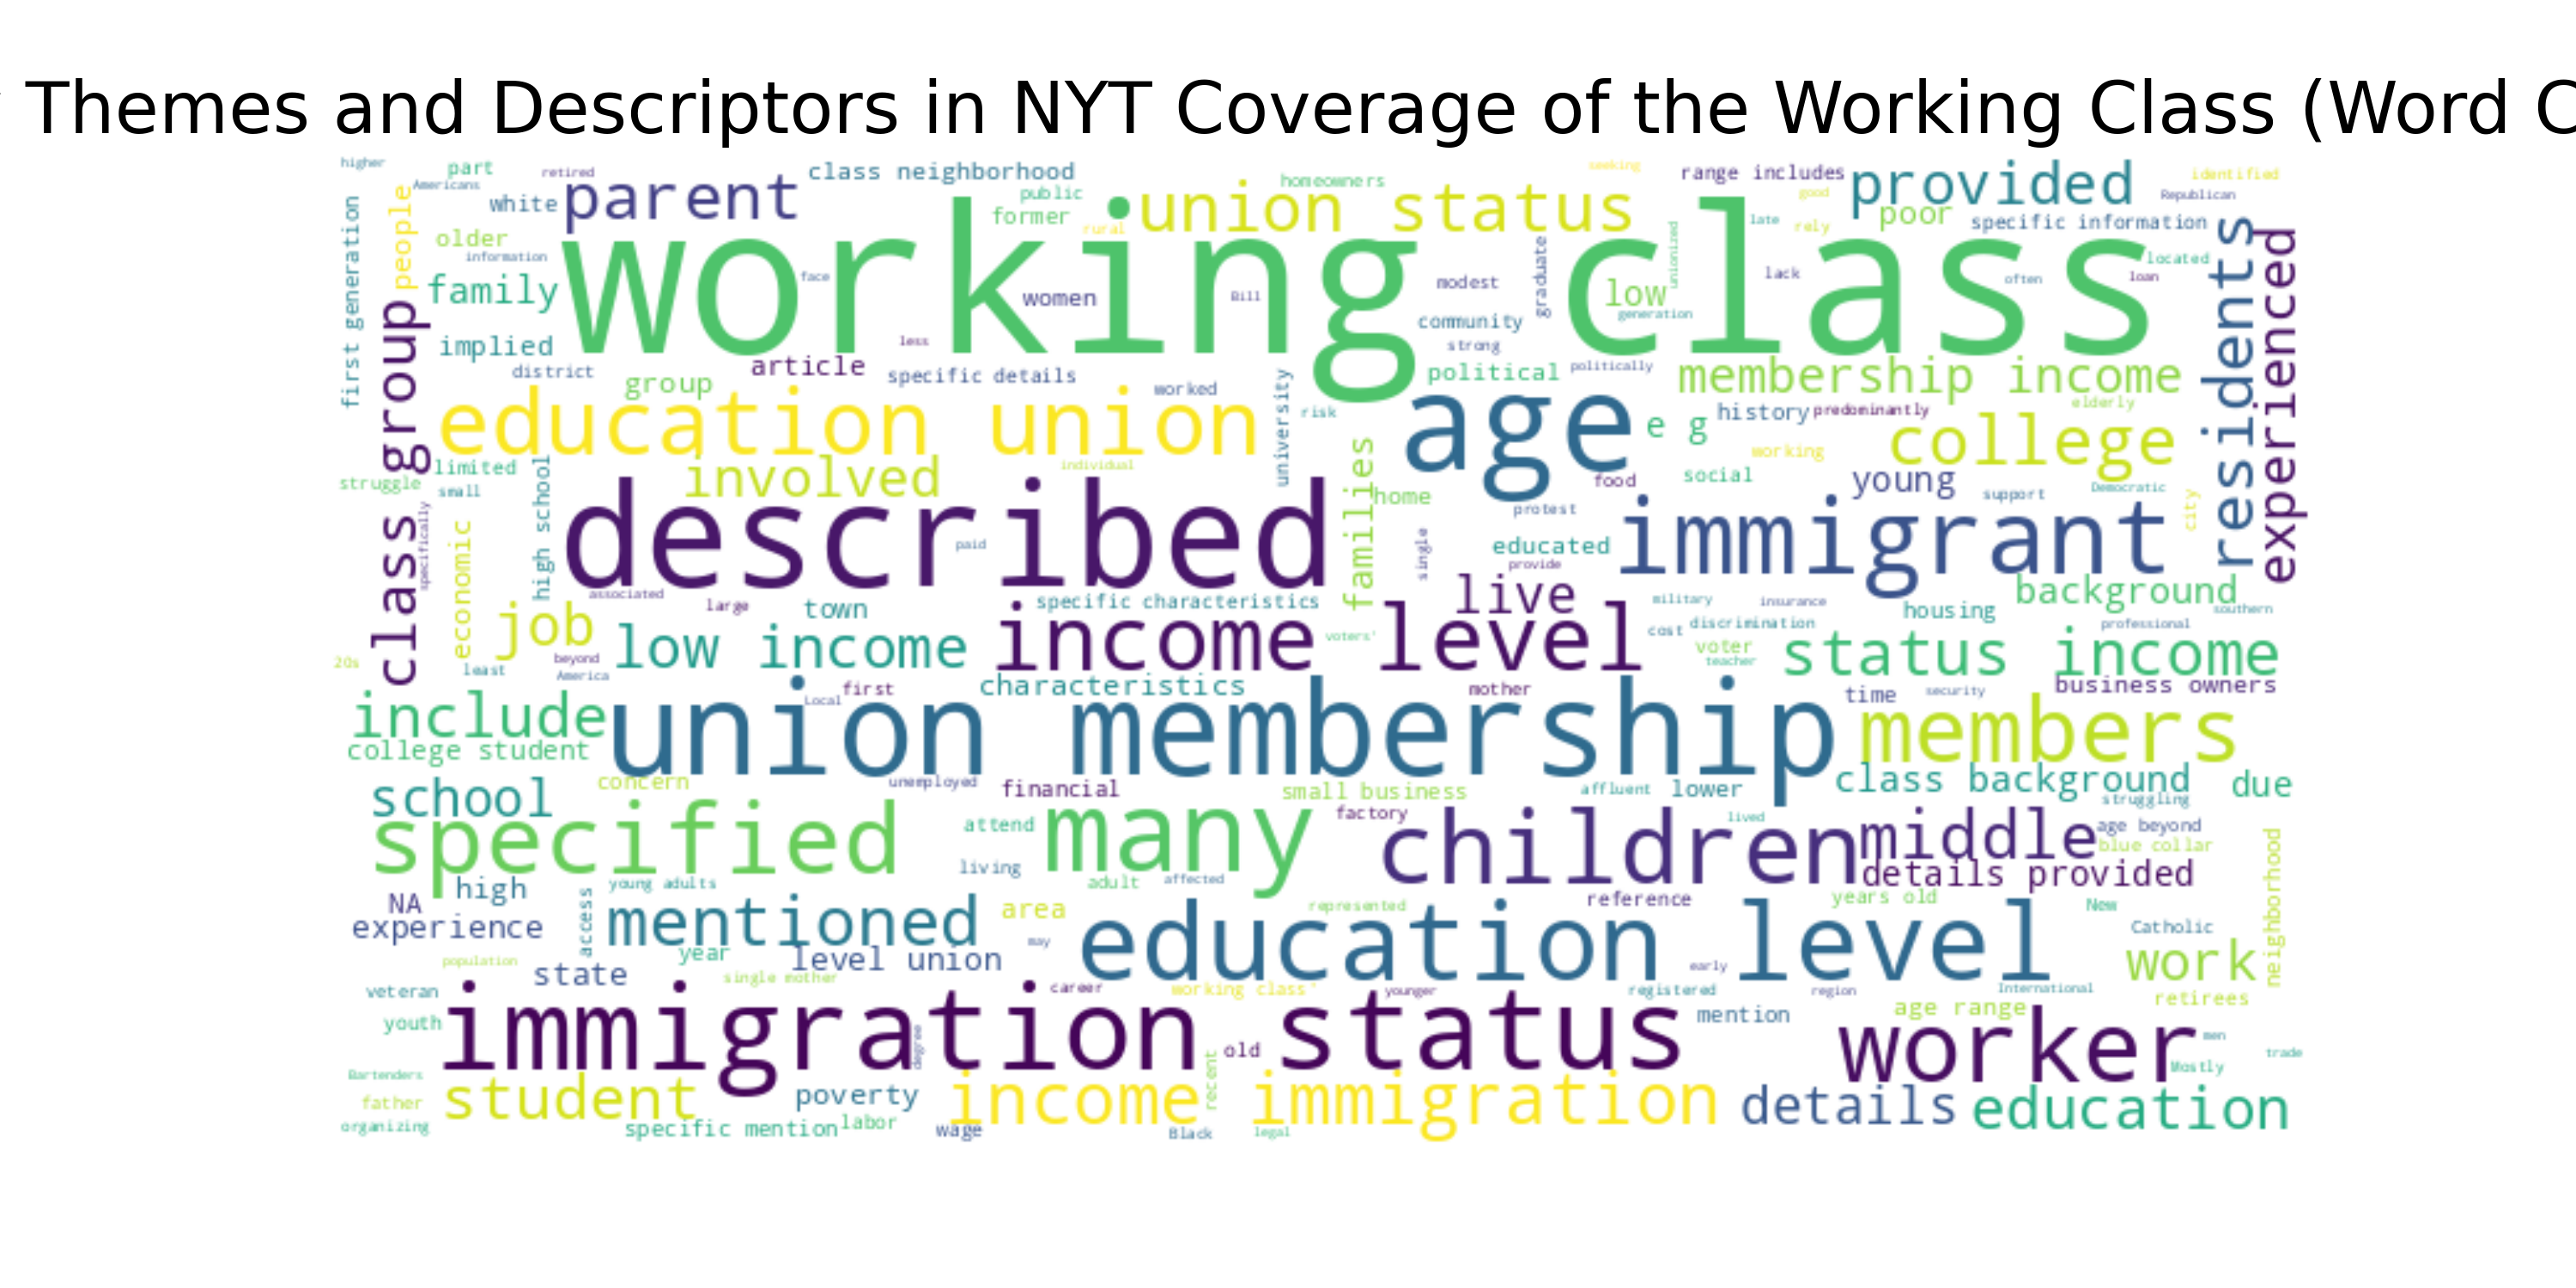 Themes and Descriptors in NYT Coverage of the Working Class (Word C
higher
part
retired
class neighborhood
seeking
range includes
provided
identified
Americans
people
white
parent
public
homeowners
union status
good
Republican
former
rural
late
rely
poor
specific information
first generation
older
information
family
working class
face
women
Bill
modest
graduate
low
unionized
generation
lack
often
loan
located
residents
experienced
community
strong
implied
article
less
district
group
specific details
worked
political
politically
membership income
class group
education union
university
risk
age
e g
history
predominantly
elderly
college
working
limited
involved
individual
struggle
small
high school
families
home
food
social
young
support
Democratic
city
specifically
economic
described
paid
protest
single
educated
provide
immigrant
associated
large
town
specific characteristics
live
military
insurance
housing
background
southern
job
low income
income level
voters'
cost
discrimination
professional
20s
least
beyond
America
voter
teacher
status income
first
characteristics
mother
time
security
business owners
include
Local
union membership
members
college student
school
concern
unemployed
financial
small business
affluent
lower
class background
due
struggling
specified
attend
many
factory
lived
children
middle
age beyond
blue collar
living
adult
affected
details provided
neighborhood
NA
high
access
young adults
experience
mentioned
area
represented
reference
years old
New
may
education level
Catholic
year
level union
work
population
state
single mother
early
veteran
career
working class'
younger
registered
region
International
retirees
youth
immigration status
degree
old
mention
age range
worker
men
trade
Mostly
Bartenders
father
student
poverty
income immigration
recent
details
education
organizing
specific mention
labor
wage
Black
legal